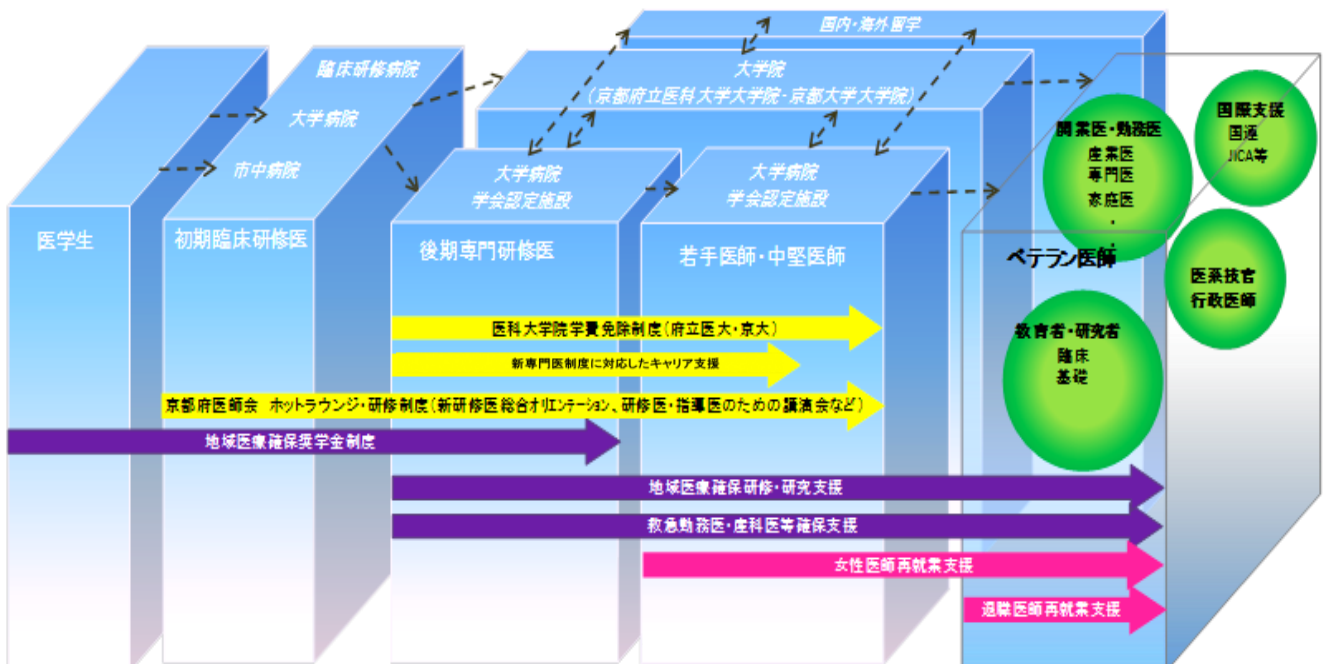 国内・海外留学
大学院
(京都府立医科大学大学院-京都大学大学院)
臨床研修病院
大学病院
市中病院
大学病院
学会認定施設
大学病院
学会認定施設
医学生
初期臨床研修医
後期専門研修医
若手医師・中堅医師
ベテラン医師
開業医・勤務医
産業医
専門医
家庭医
・
・
国際支援
国連
JICA等
医系技官
行政医師
教育者・研究者
臨床
基礎
医科大学院学費免除制度(府立医大・京大)
新専門医制度に対応したキャリア支援
京都府医師会 ホットラウンジ・研修制度(新研修医総合オリエンテーション、研修医・指導医のための講演会など)
地域医療確保奨学金制度
地域医療確保研修・研究支援
救急勤務医・産科医等確保支援
女性医師再就業支援
退職医師再就業支援